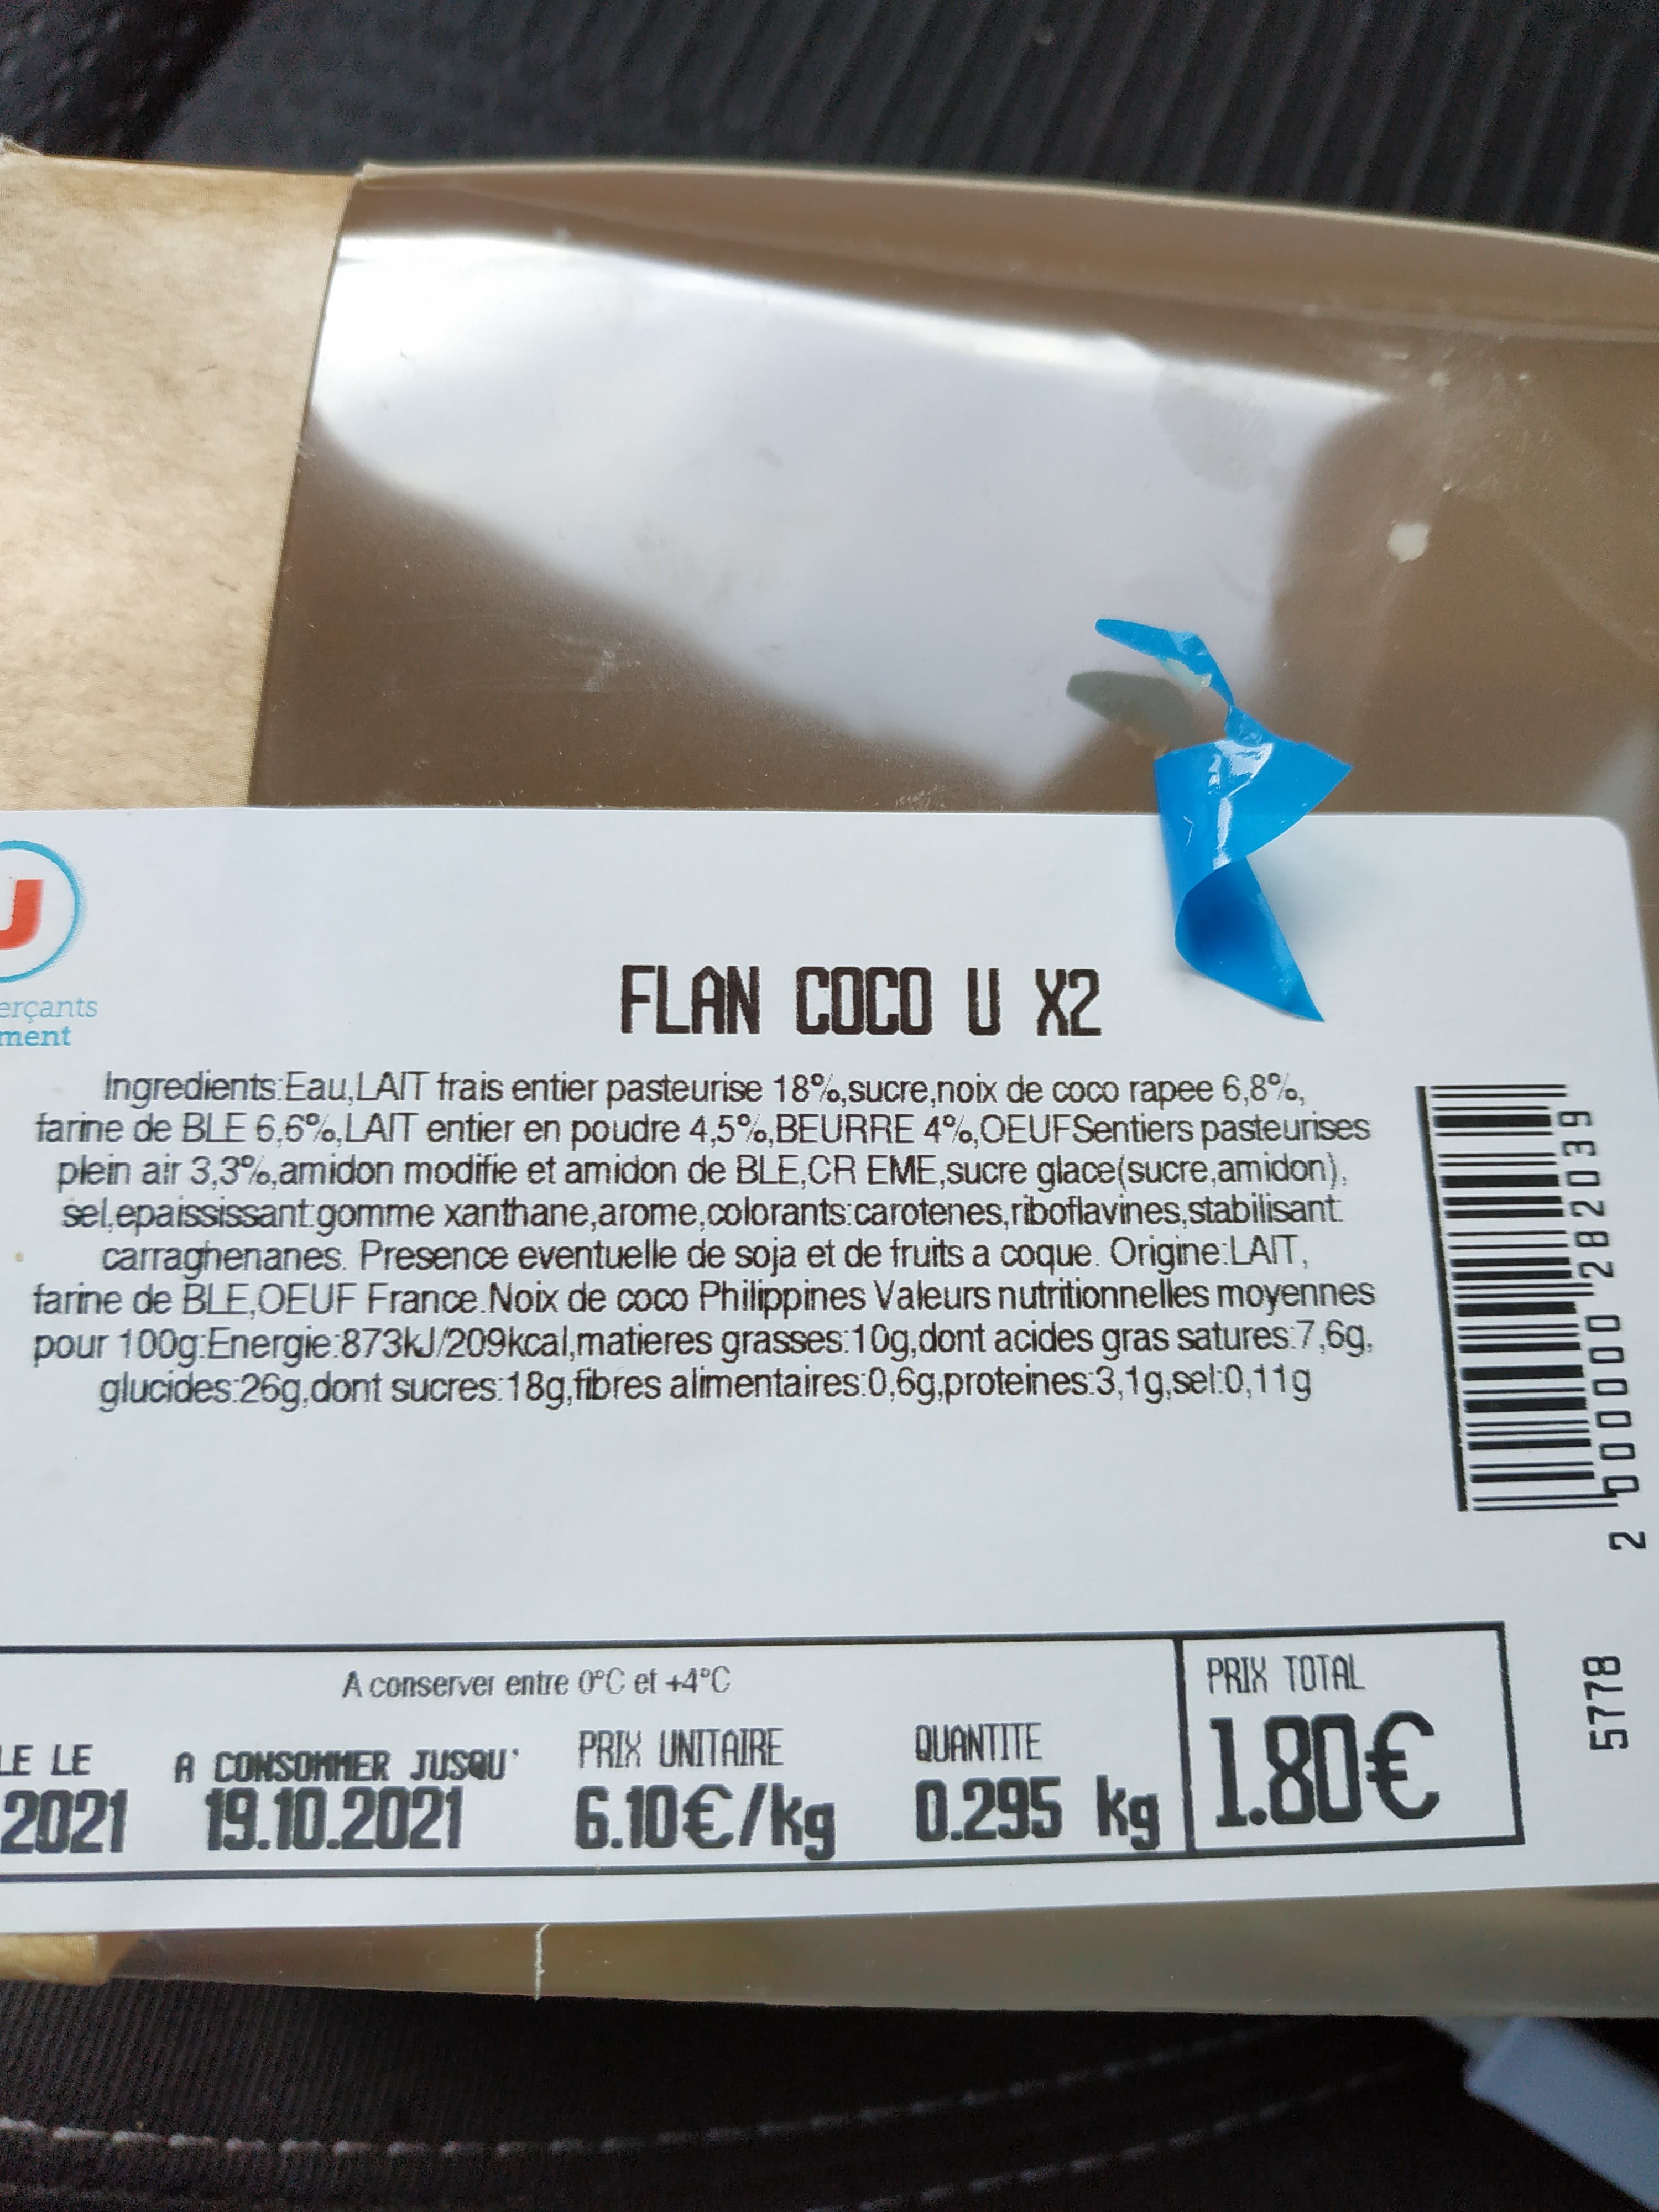 U
erçants
ment
FLAN COCO U X2
Ingredients:Eau,LAIT frais entier pasteurise 18%,sucre,noix de coco rapee 6,8%,
farine de BLE 6,6%,LAIT entier en poudre 4,5%,BEURRE 4%,OEUFSentiers pasteurises
plein air 3,3%,amidon modifie et amidon de BLE,CR EME,sucre glace(sucre,amidon),
sel,epaississant:gomme xanthane,arome,colorants:carotenes,riboflavines,stabilisant:
carraghenanes. Presence eventuelle de soja et de fruits a coque. Origine:LAIT,
farine de BLE,OEUF France.Noix de coco Philippines Valeurs nutritionnelles moyennes
pour 100g:Energie:873kJ/209kcal,matieres grasses:10g,dont acides gras satures:7,6g,
glucides:26g,dont sucres:18g,fibres alimentaires:0,6g,proteines:3,1g,sel:0,11g
2 000000 282039
5778
A conserver entre 0°C et +4°C
LE LE
2021
A CONSOMMER JUSQU'
19.10.2021
PRIX UNITAIRE
6.10€/kg
QUANTITE
0.295 kg
PRIX TOTAL
1.80€